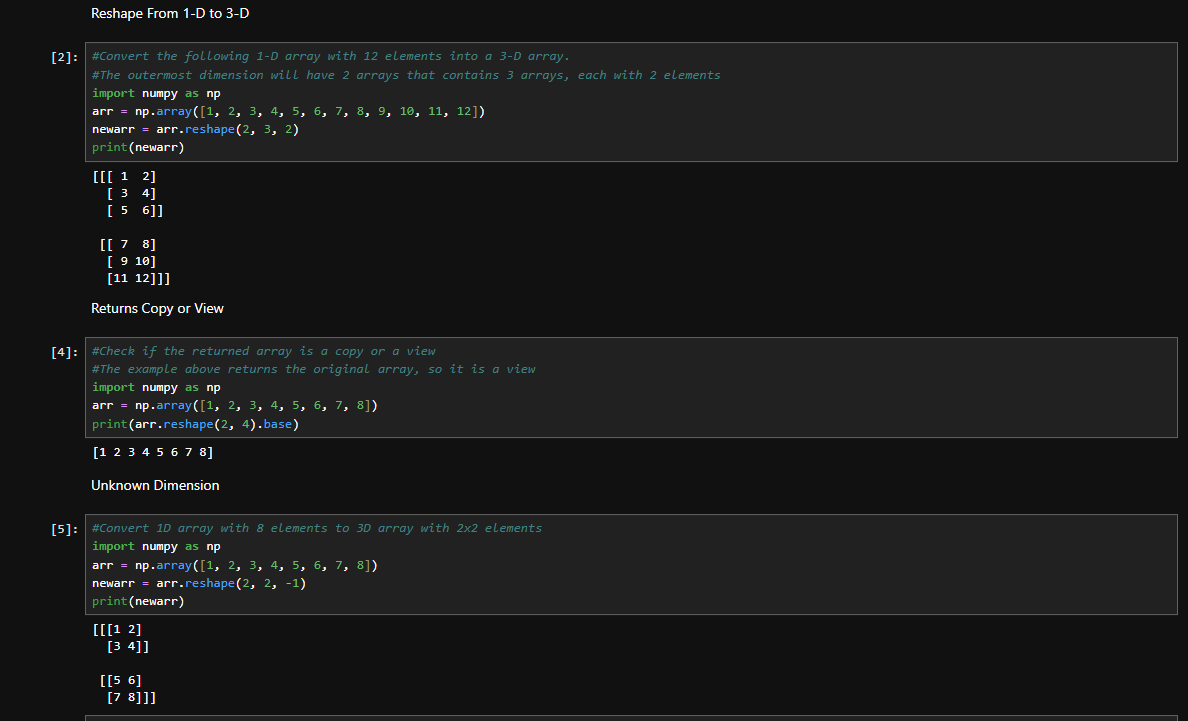 Reshape From 1-D to 3-D
[2]: #Convert the following 1-D array with 12 elements into a 3-D array.
#The outermost dimension will have 2 arrays that contains 3 arrays, each with 2 elements
import numpy as np
arr = np.array([1, 2, 3, 4, 5, 6, 7, 8, 9, 10, 11, 12])
newarr = arr.reshape(2, 3, 2)
print(newarr)
[[[ 1  2]
  [ 3  4]
  [ 5  6]]
 [[ 7  8]
  [ 9 10]
  [11 12]]]
Returns Copy or View
[4]: #Check if the returned array is a copy or a view
#The example above returns the original array, so it is a view
import numpy as np
arr = np.array([1, 2, 3, 4, 5, 6, 7, 8])
print(arr.reshape(2, 4).base)
[1 2 3 4 5 6 7 8]
Unknown Dimension
[5]: #Convert 1D array with 8 elements to 3D array with 2x2 elements
import numpy as np
arr = np.array([1, 2, 3, 4, 5, 6, 7, 8])
newarr = arr.reshape(2, 2, -1)
print(newarr)
[[[1 2]
  [3 4]]
 [[5 6]
  [7 8]]]